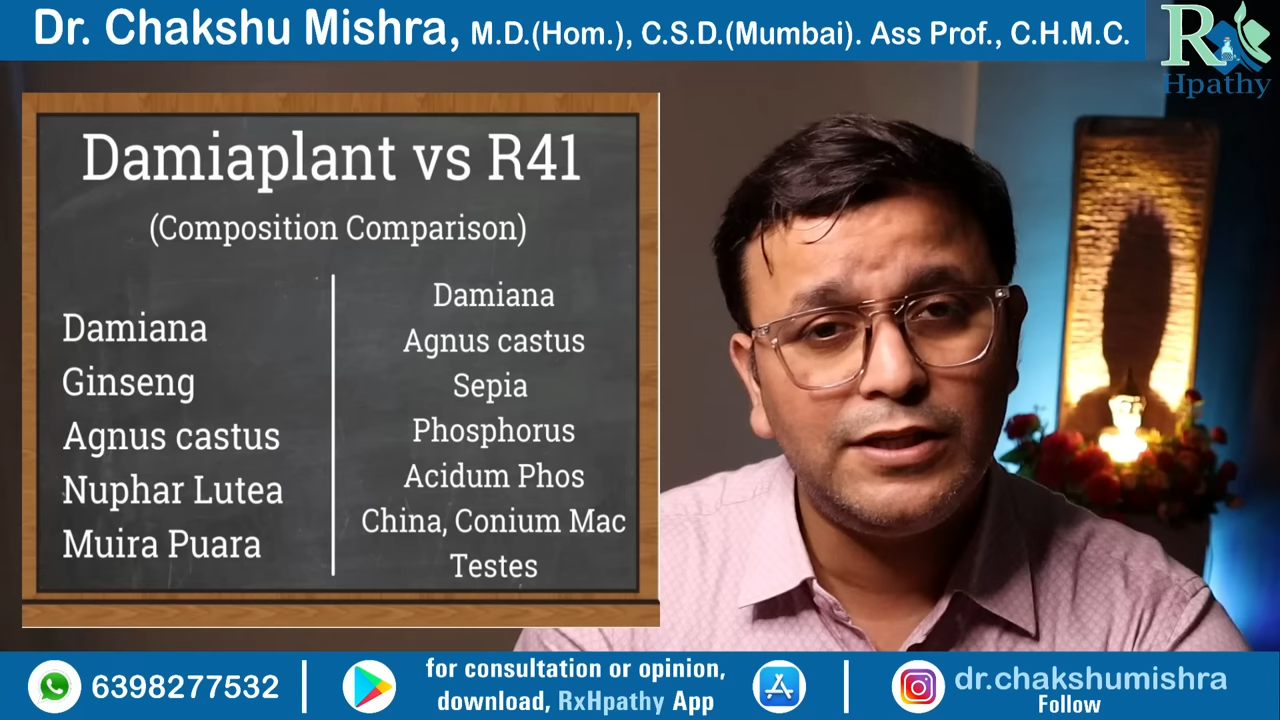 Dr. Chakshu Mishra, M.D.(Hom.), C.S.D.(Mumbai). Ass Prof., C.H.M.C.
Rx
Hpathy
Damiaplant vs R41
(Composition Comparison)
Damiana
Ginseng
Agnus castus
Nuphar Lutea
Muira Puara
Damiana
Agnus castus
Sepia
Phosphorus
Acidum Phos
China, Conium Mac
Testes
6398277532
for consultation or opinion,
download, RxHpathy App
dr.chakshumishra
Follow